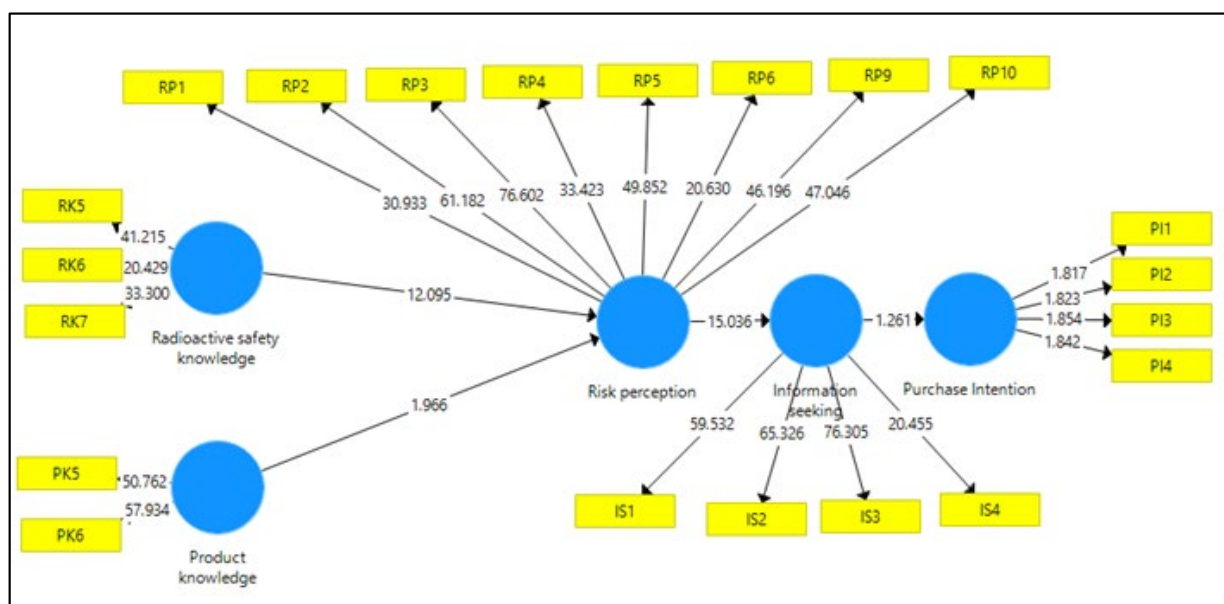 RP1 RP2 RP3 RP4 RP5 RP6 RP9 RP10
30.933 61.182 76.602 33.423 49.852 20.630 46.196 47.046
RK5
41.215
RK6
20.429
33.300
RK7
Radioactive safety
knowledge
12.095
Risk perception
15.036
Information
seeking
1.261
Purchase Intention
PI1
1.817
PI2
1.823
PI3
1.854
1.842
PI4
1.966
PK5
50.762
57.934
PK6
Product
knowledge
59.532 65.326 76.305 20.455
IS1 IS2 IS3 IS4